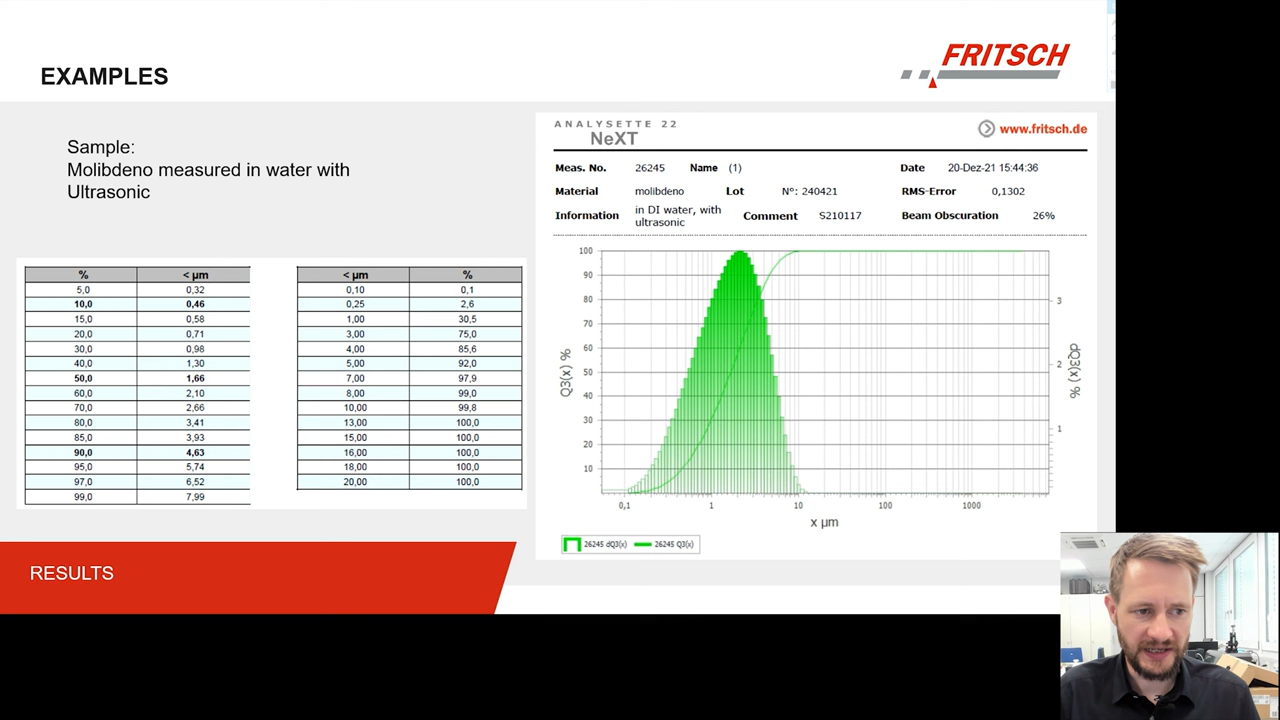 EXAMPLES
FRITSCH
Sample:
Molibdeno measured in water with
Ultrasonic
% < µm
5,0 0,32
10,0 0,46
15,0 0,58
20,0 0,71
30,0 0,98
40,0 1,30
50,0 1,66
60,0 2,10
70,0 2,66
80,0 3,41
85,0 3,93
90,0 4,63
95,0 5,74
97,0 6,52
99,0 7,99
< µm %
0,10 0,1
0,25 2,6
1,00 30,5
3,00 75,0
4,00 85,6
5,00 92,0
7,00 97,9
8,00 99,0
10,00 99,8
13,00 100,0
15,00 100,0
16,00 100,0
18,00 100,0
20,00 100,0
ANALYSETTE 22
NeXT
www.fritsch.de
Meas. No. 26245 Name (1) Date 20-Dez-21 15:44:36
Material molibdeno Lot N°: 240421 RMS-Error 0,1302
Information in DI water, with
ultrasonic Comment S210117 Beam Obscuration 26%
100
90
80
70
60
50
40
30
20
10
Q3(x) %
3
2
1
dQ3(x) %
0,1 1 10 100 1000
x µm
26245 dQ3(x) 26245 Q3(x)
RESULTS